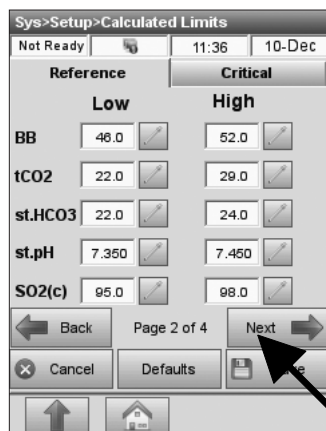 Sys>Setup>Calculated Limits
Not Ready 11:36 10-Dec
Reference Critical
Low High
BB 46.0 52.0
tCO2 22.0 29.0
st.HCO3 22.0 24.0
st.pH 7.350 7.450
SO2(c) 95.0 98.0
Back Page 2 of 4 Next
Cancel Defaults